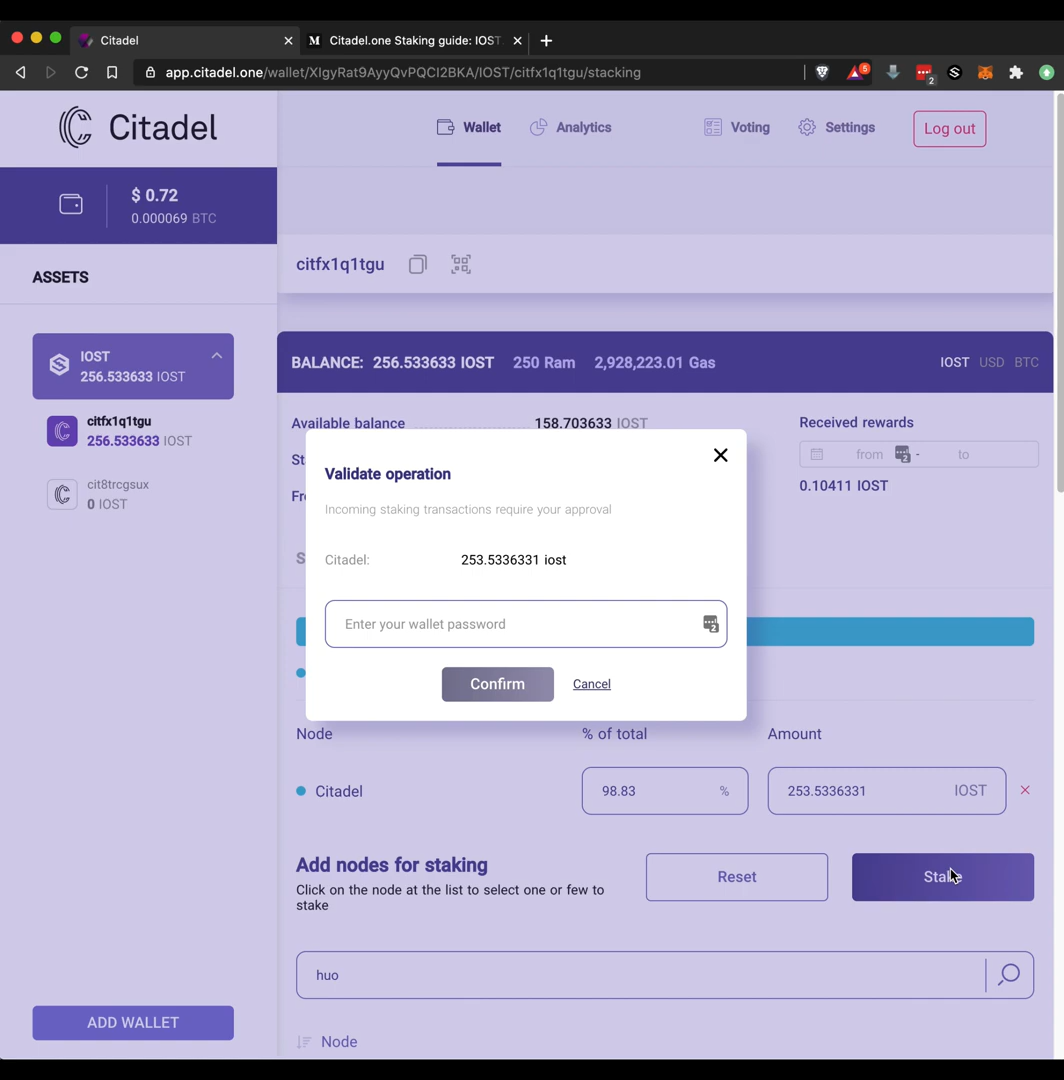 Citadel
M Citadel.one Staking guide: IOST
app.citadel.one/wallet/XIgyRat9AyyQvPQCI2BKA/IOST/citfx1q1tgu/stacking
5
2
Citadel
Wallet
Analytics
Voting
Settings
Log out
$ 0.72
0.000069 BTC
citfx1q1tgu
ASSETS
IOST
256.533633 IOST
citfx1q1tgu
256.533633 IOST
cit8trcgsux
0 IOST
BALANCE: 256.533633 IOST 250 Ram 2,928,223.01 Gas
IOST USD BTC
Available balance 158.703633 IOST
Received rewards
from 2 - to
0.10411 IOST
St
Fr
S
Validate operation
Incoming staking transactions require your approval
Citadel: 253.5336331 iost
Enter your wallet password
2
Confirm
Cancel
Node % of total Amount
Citadel 98.83 % 253.5336331 IOST
Add nodes for staking
Click on the node at the list to select one or few to
stake
Reset
Stake
huo
Node
ADD WALLET